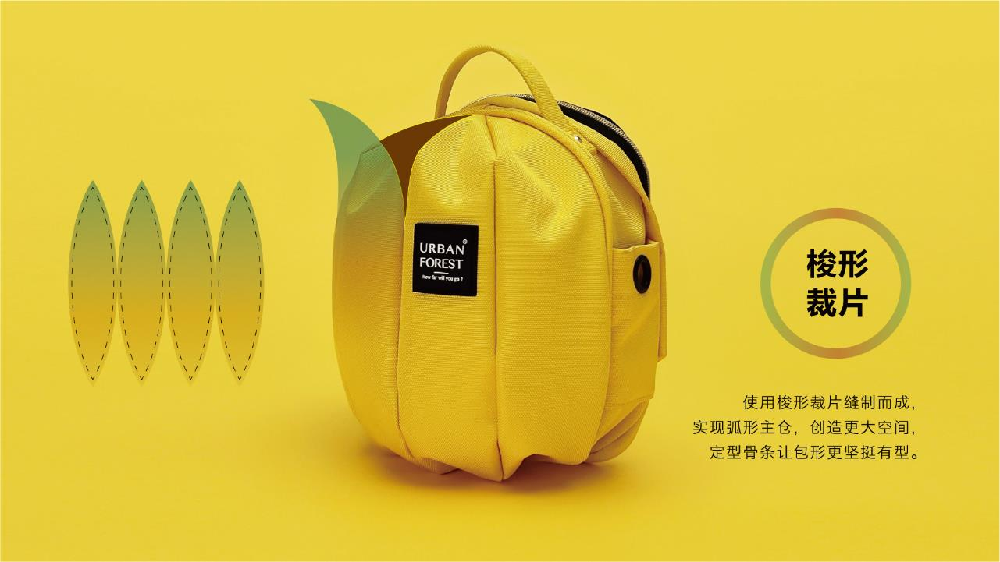 URBAN®
FOREST
How far will you go ?
梭形
裁片
使用梭形裁片缝制而成，
实现弧形主仓，创造更大空间，
定型骨条让包形更坚挺有型。